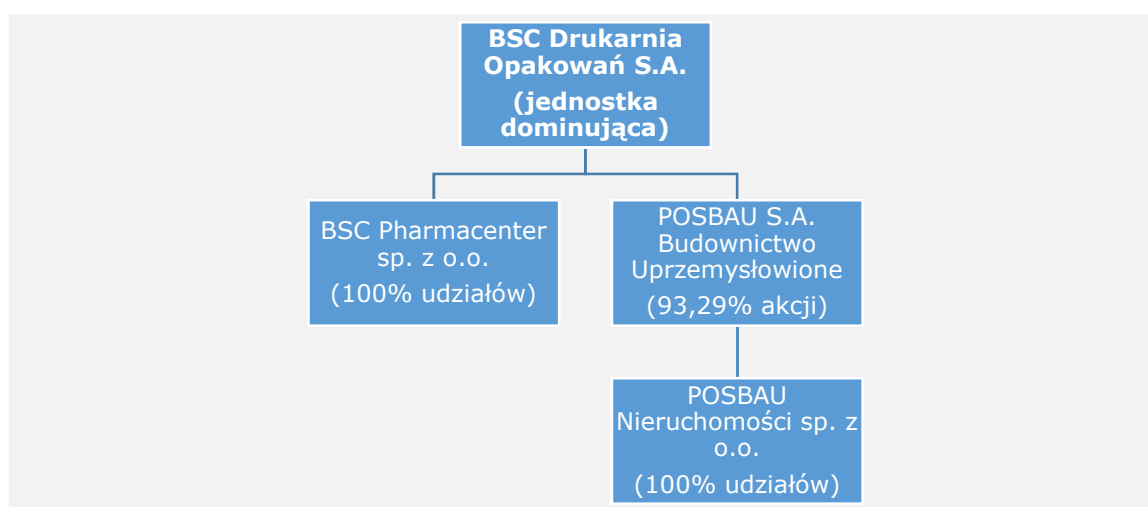 BSC Drukarnia
Opakowań S.A.
(jednostka
dominująca)
BSC Pharmacenter
sp. z o.o.
(100% udziałów)
POSBAU S.A.
Budownictwo
Uprzemysłowione
(93,29% akcji)
POSBAU
Nieruchomości sp. z
o.o.
(100% udziałów)